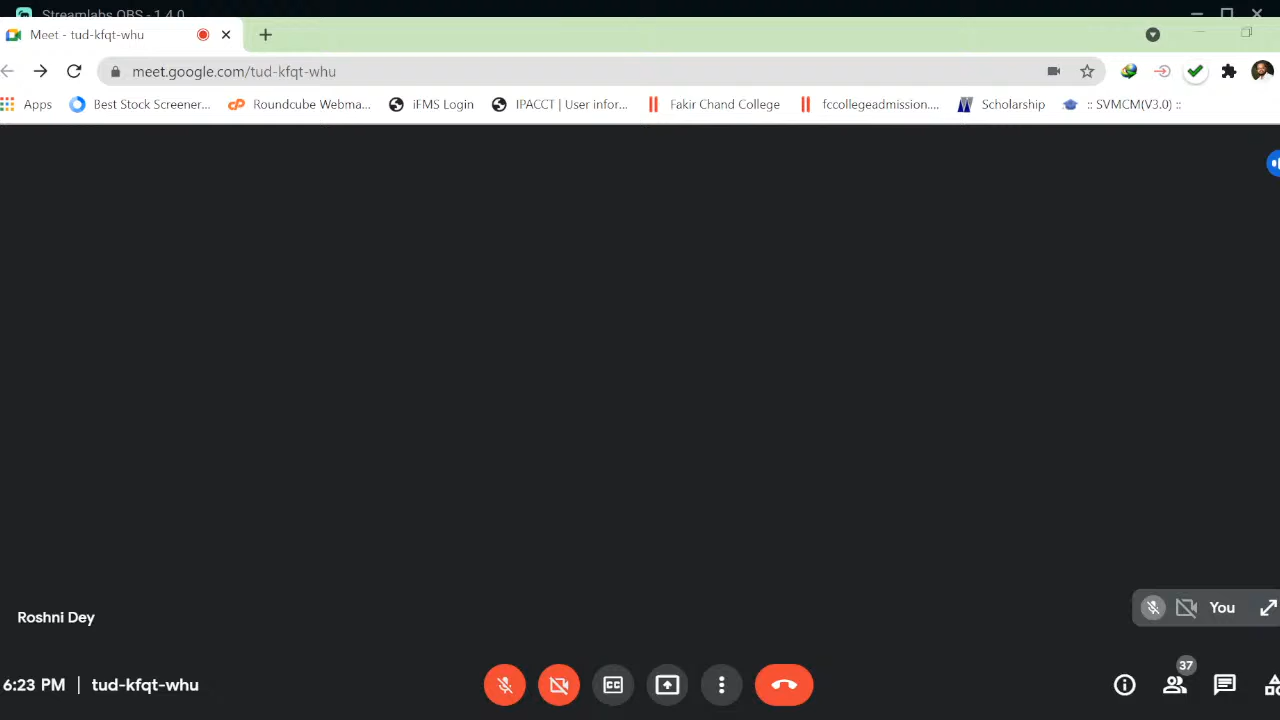 Streamlabs OBS - 1.4.0
Meet - tud-kfqt-whu
meet.google.com/tud-kfqt-whu
Apps Best Stock Screener... Roundcube Webma... iFMS Login IPACCT | User infor... Fakir Chand College fccollegeadmission.... Scholarship :: SVMCM(V3.0) ::
Roshni Dey
You
37
6:23 PM | tud-kfqt-whu
CC